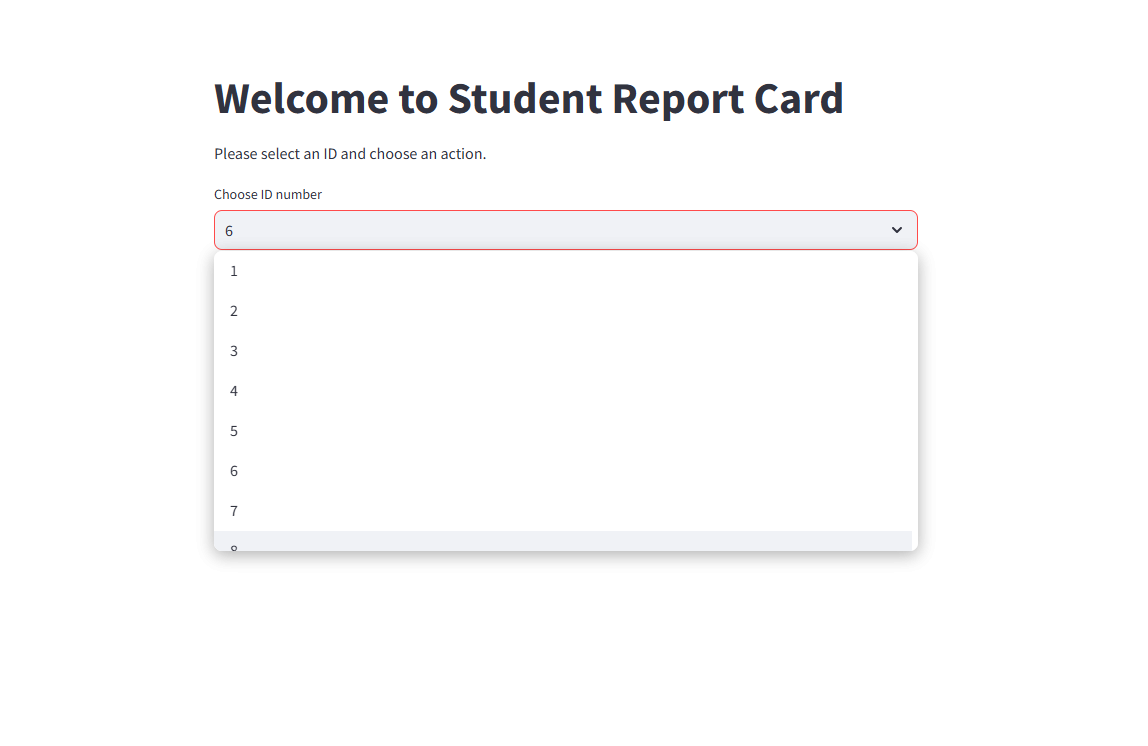 Welcome to Student Report Card
Please select an ID and choose an action.
Choose ID number
6
1
2
3
4
5
6
7